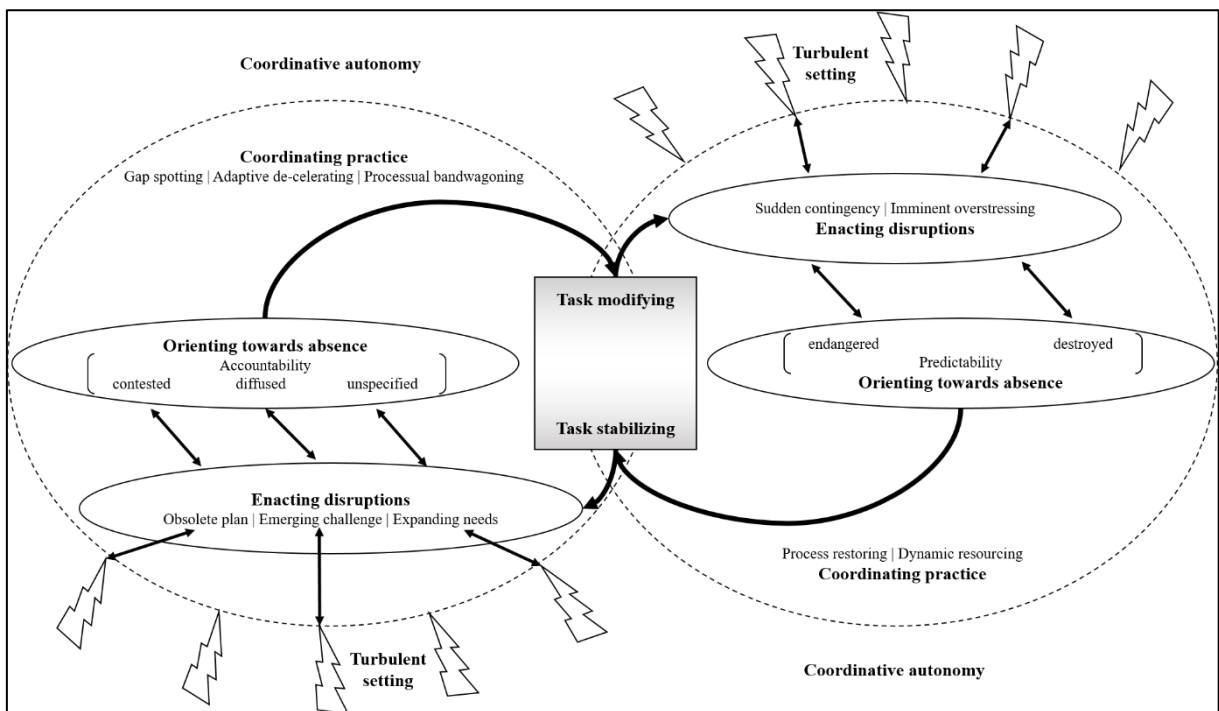 Coordinative autonomy
Coordinating practice
Gap spotting | Adaptive de-celerating | Processual bandwagoning
Orienting towards absence
Accountability
contested diffused unspecified
Enacting disruptions
Obsolete plan | Emerging challenge | Expanding needs
Turbulent
setting
Task modifying
Task stabilizing
Turbulent
setting
Sudden contingency | Imminent overstressing
Enacting disruptions
endangered destroyed
Predictability
Orienting towards absence
Process restoring | Dynamic resourcing
Coordinating practice
Coordinative autonomy